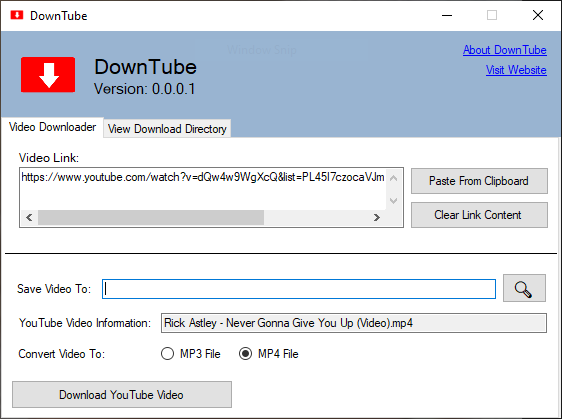 DownTube
DownTube
Version: 0.0.0.1
About DownTube
Visit Website
Video Downloader
View Download Directory
Video Link:
https://www.youtube.com/watch?v=dQw4w9WgXcQ&list=PL45I7czocaVJm
Paste From Clipboard
Clear Link Content
Save Video To:
YouTube Video Information:
Rick Astley - Never Gonna Give You Up (Video).mp4
Convert Video To:
MP3 File
MP4 File
Download YouTube Video